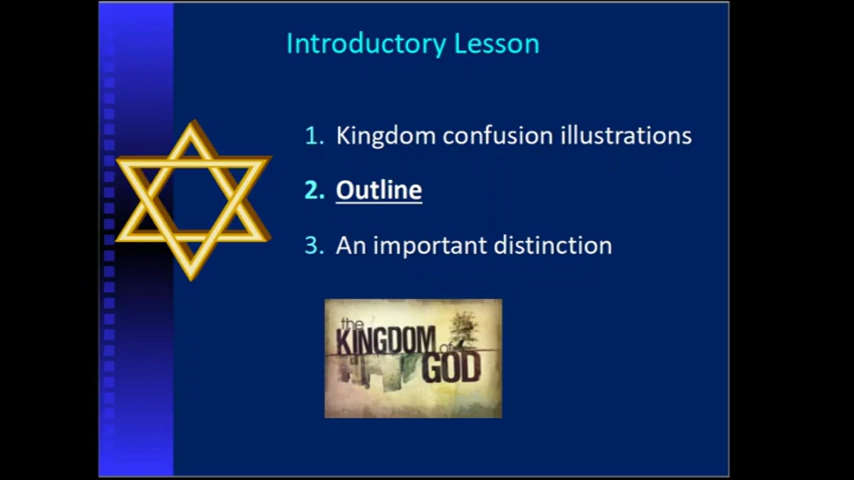 Introductory Lesson
1. Kingdom confusion illustrations
2. Outline
3. An important distinction
the
KINGDOM of
GOD